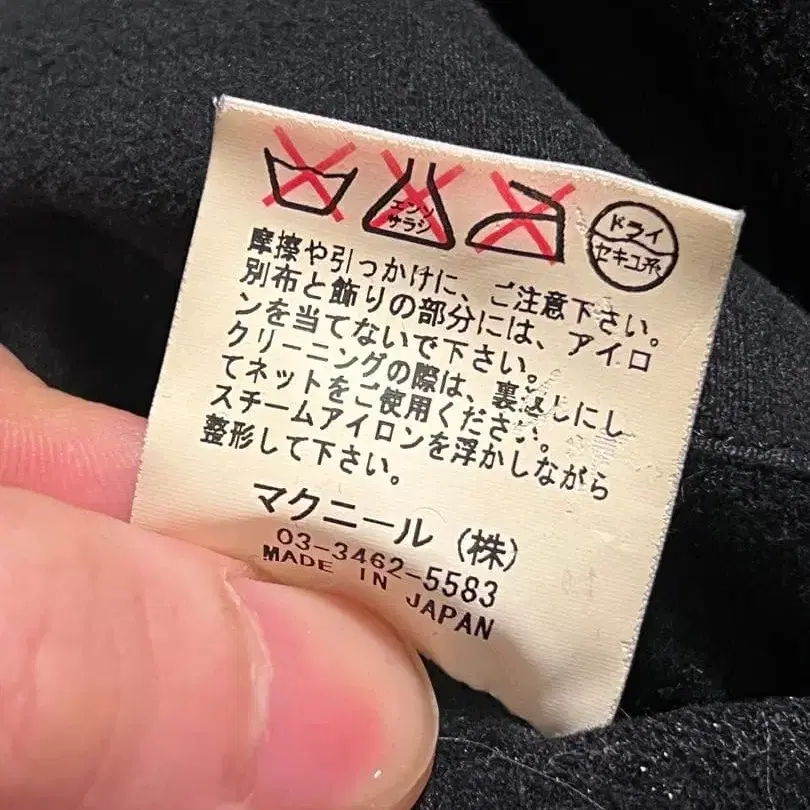 エンソ
サラシ
ドライ
セキユ系
摩擦や引っかけに、ご注意下さい。
別布と飾りの部分には、アイロ
ンを当てないで下さい。
クリーニングの際は、裏返しにし
てネットをご使用ください。
スチームアイロンを浮かしながら
整形して下さい。
マクニール（株）
03-3462-5583
MADE IN JAPAN